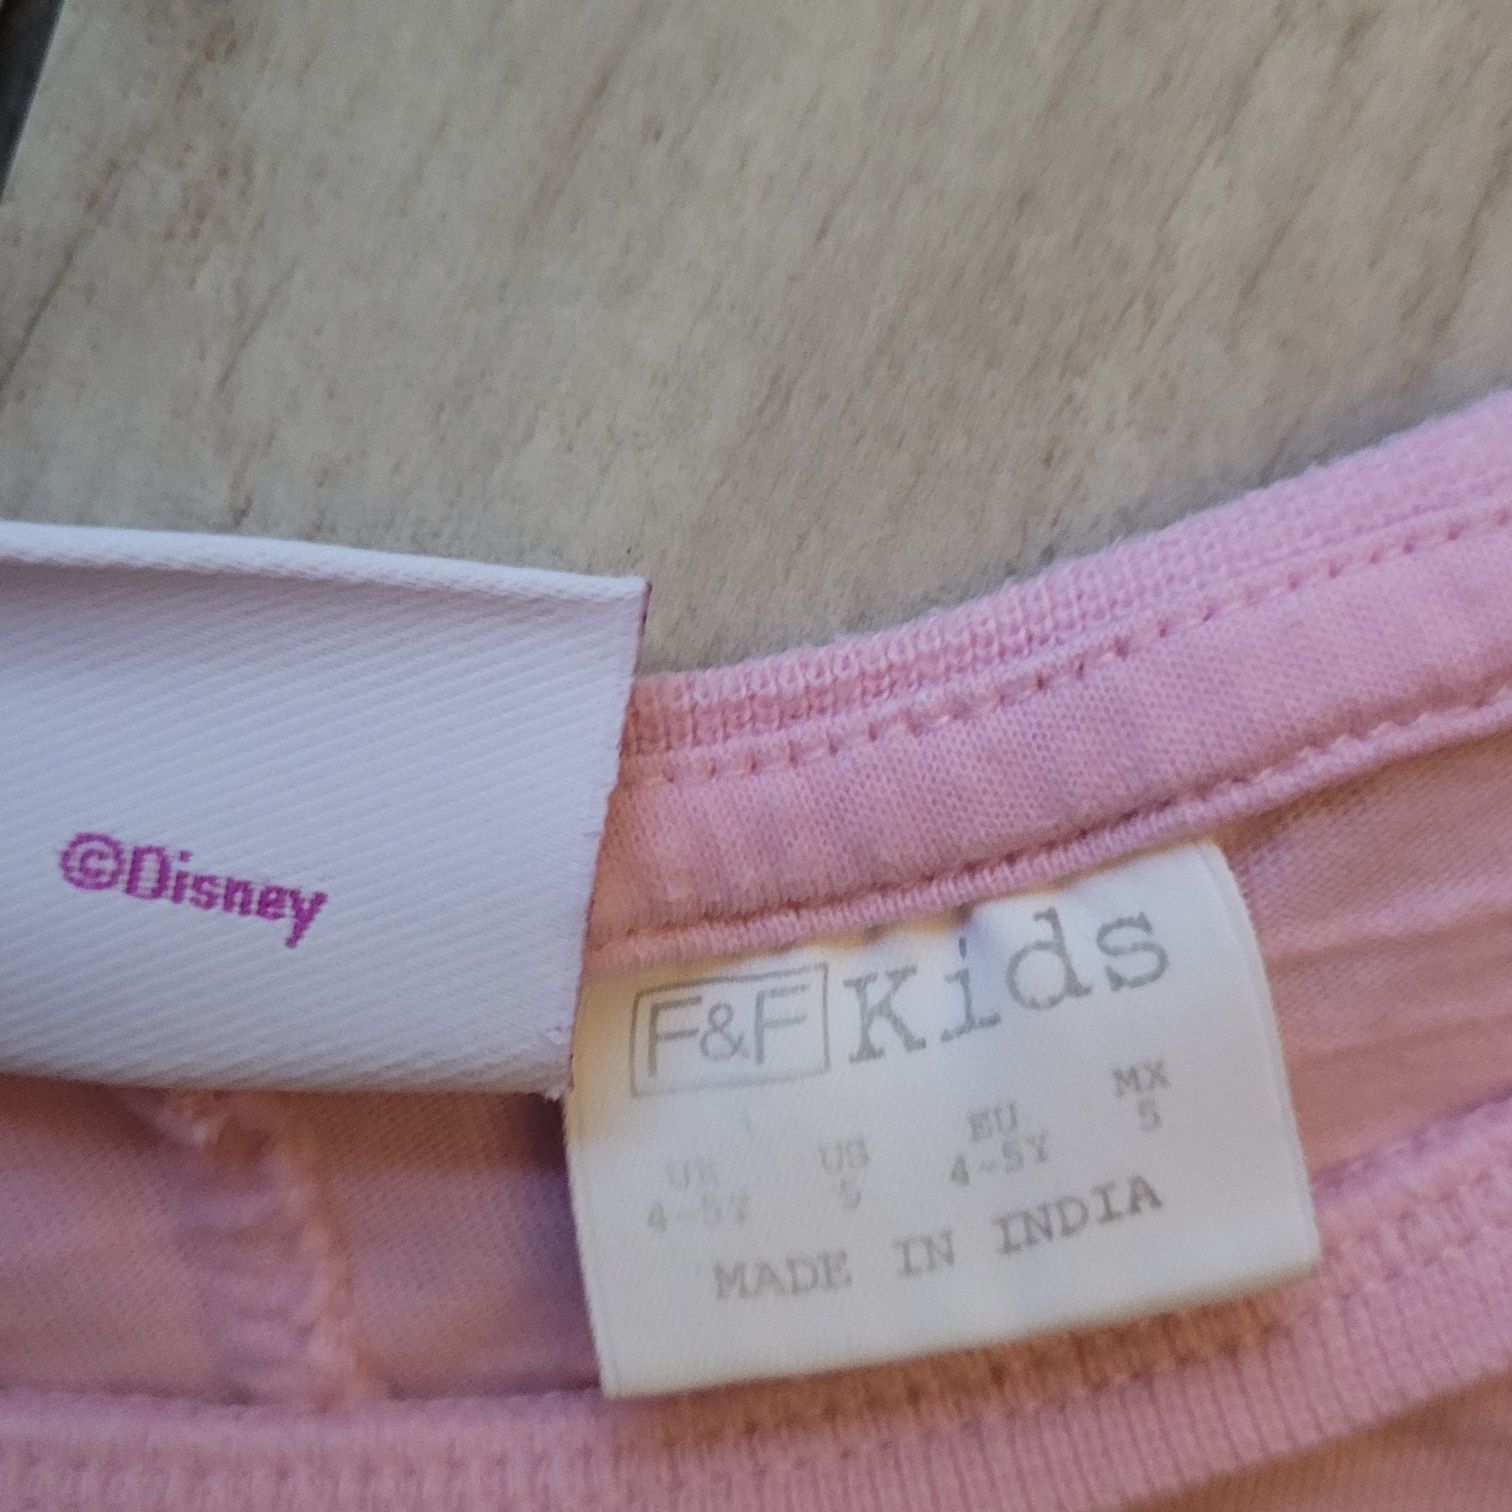 ©Disney
F&F Kids
UK US EU MX
4-5Y 5 4-5Y 5
MADE IN INDIA